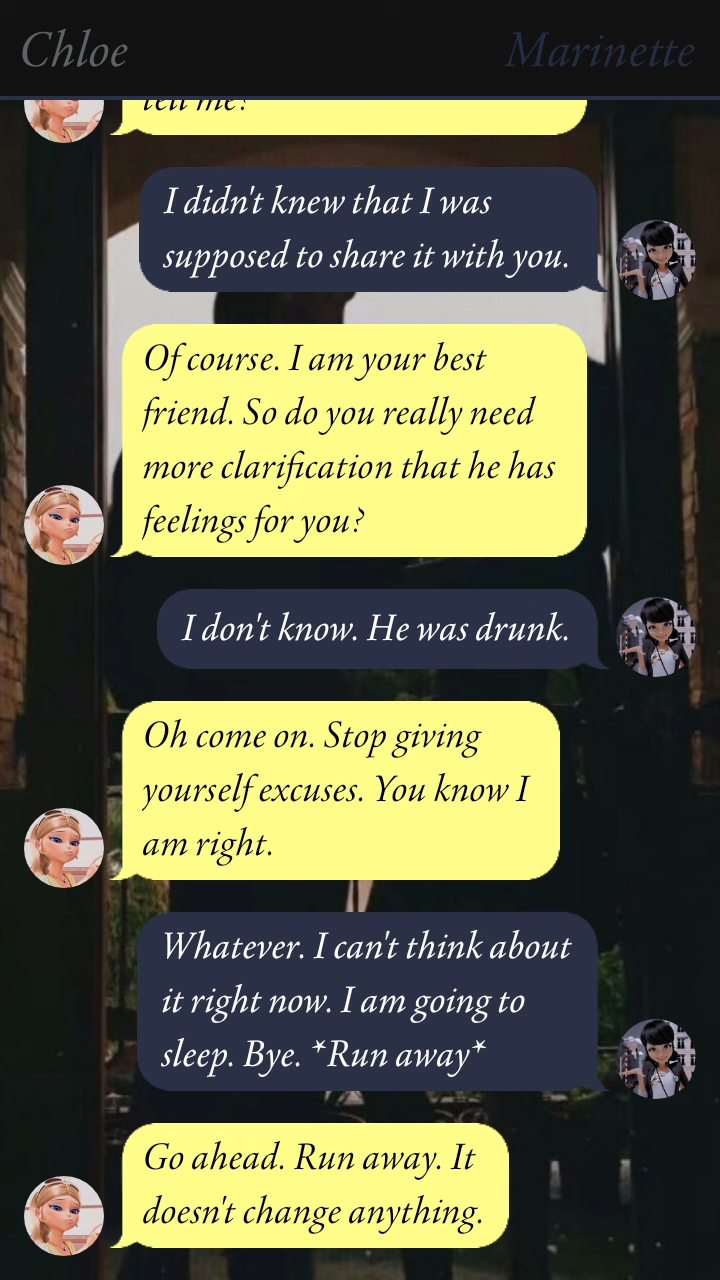 Chloe
Marinette
tell me?
I didn't knew that I was
supposed to share it with you.
Of course. I am your best
friend. So do you really need
more clarification that he has
feelings for you?
I don't know. He was drunk.
Oh come on. Stop giving
yourself excuses. You know I
am right.
Whatever. I can't think about
it right now. I am going to
sleep. Bye. *Run away*
Go ahead. Run away. It
doesn't change anything.